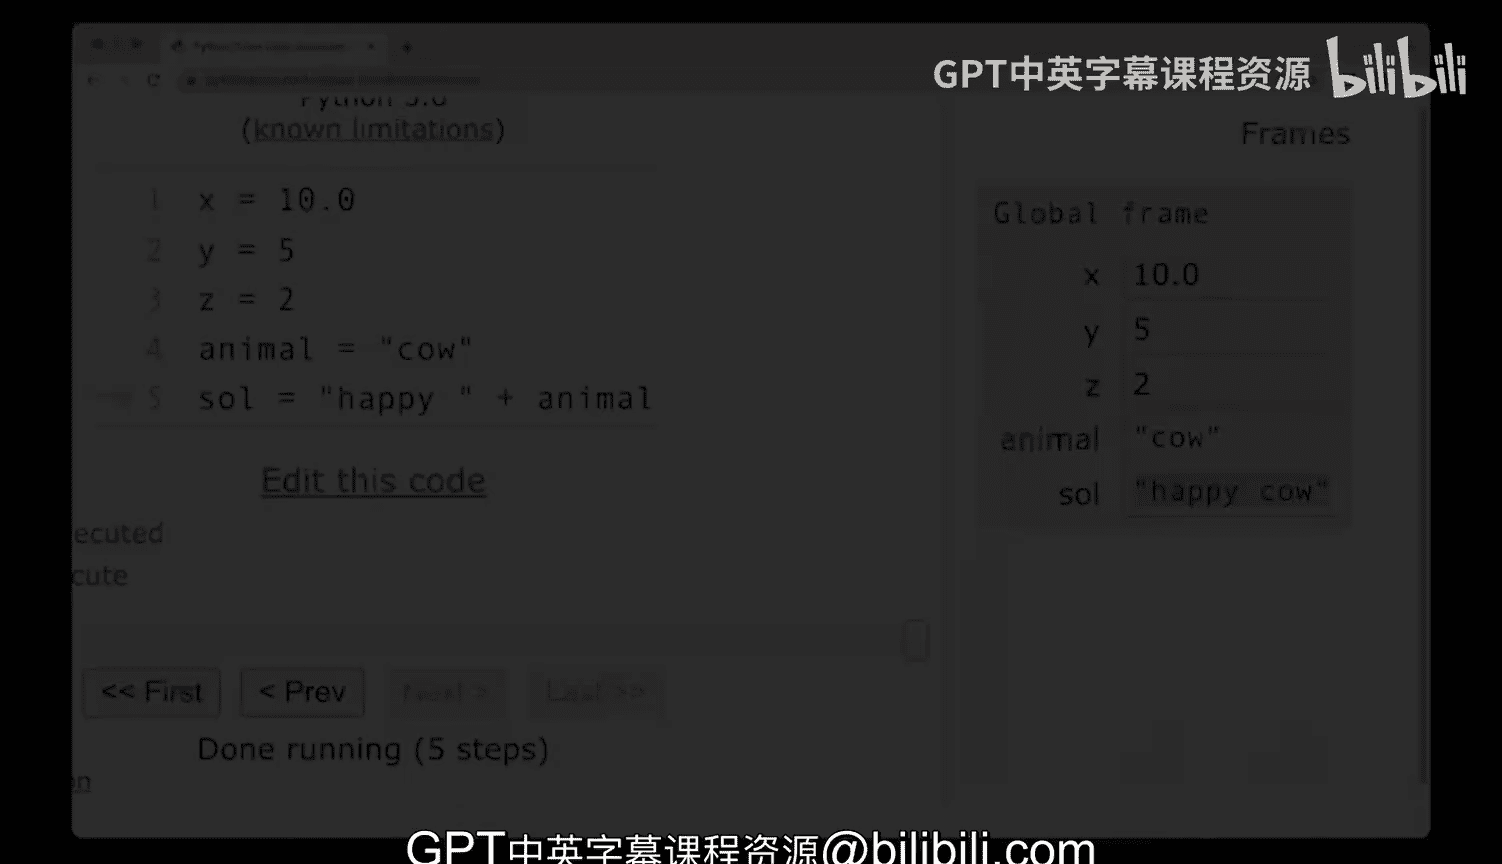 GPT中英字幕课程资源 bilibili
(known limitations)
Frames
1 x = 10.0
2 y = 5
3 z = 2
4 animal = "cow"
5 sol = "happy " + animal
Edit this code
ecuted
cute
Global frame
x 10.0
y 5
z 2
animal "cow"
sol "happy cow"
<< First < Prev Next > Last >>
Done running (5 steps)
on
GPT中英字幕课程资源@bilibili.com